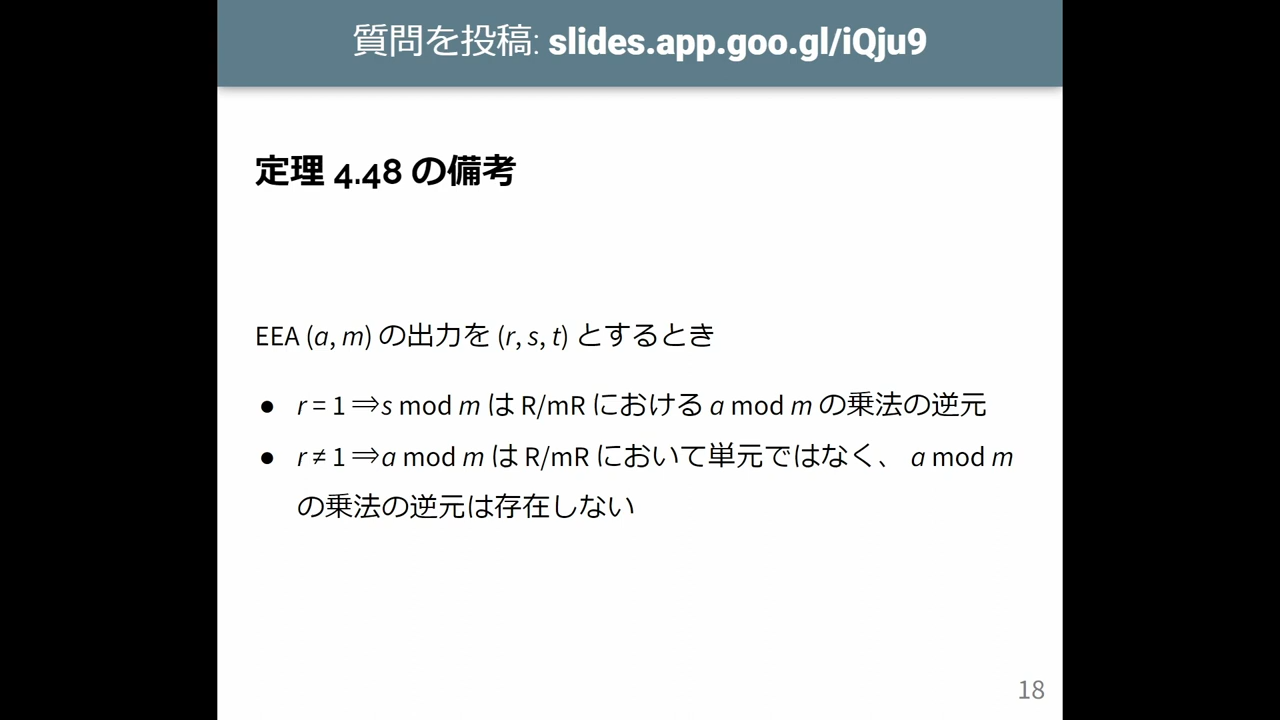 質問を投稿: slides.app.goo.gl/iQju9
定理 4.48 の備考
EEA (a, m) の出力を (r, s, t) とするとき
● r = 1 ⇒s mod m は R/mR における a mod m の乗法の逆元
● r ≠ 1 ⇒a mod m は R/mR において単元ではなく、 a mod m
の乗法の逆元は存在しない
18